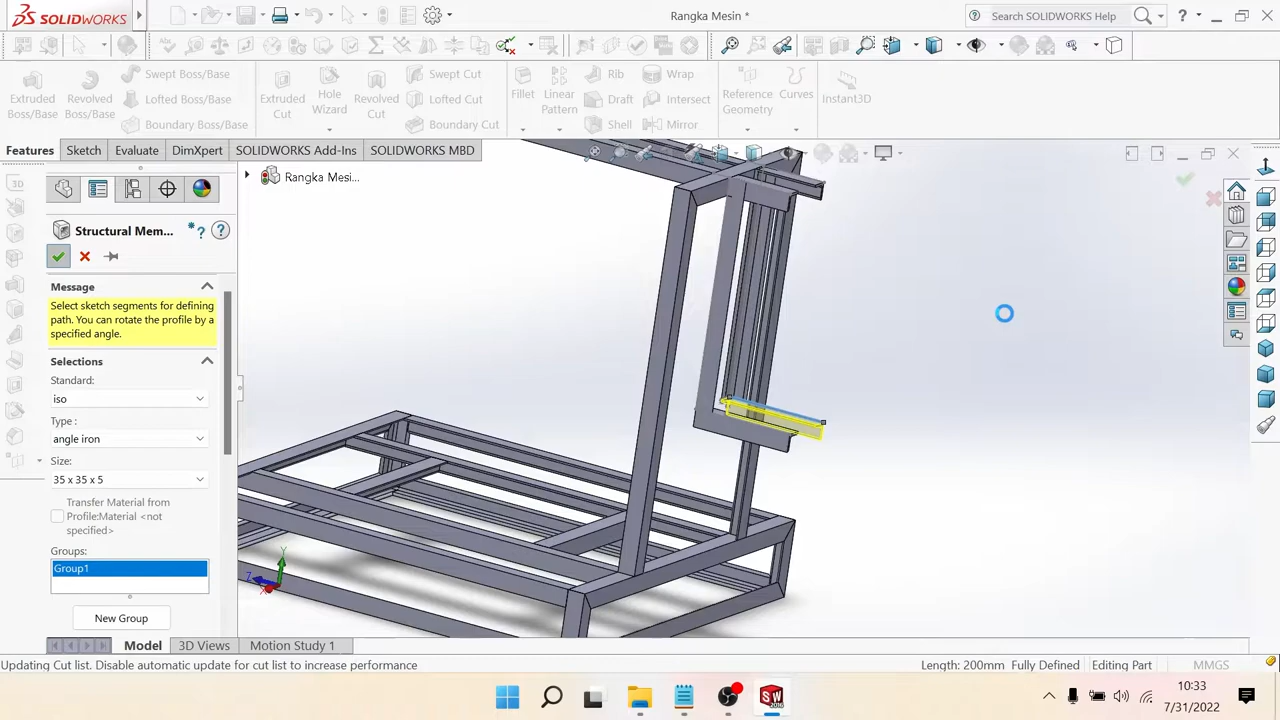 SOLIDWORKS
Rangka Mesin *
Search SOLIDWORKS Help
Extruded Boss/Base
Revolved Boss/Base
Swept Boss/Base
Lofted Boss/Base
Boundary Boss/Base
Extruded Cut
Hole Wizard
Revolved Cut
Swept Cut
Lofted Cut
Boundary Cut
Fillet
Linear Pattern
Rib
Draft
Shell
Wrap
Intersect
Mirror
Reference Geometry
Curves
Instant3D
Features
Sketch
Evaluate
DimXpert
SOLIDWORKS Add-Ins
SOLIDWORKS MBD
Rangka Mesi...
Structural Mem...
Message
Select sketch segments for defining
path. You can rotate the profile by a
specified angle.
Selections
Standard:
iso
Type :
angle iron
Size:
35 x 35 x 5
Transfer Material from
Profile:Material <not
specified>
Groups:
Group1
New Group
Y
Z
X
Model
3D Views
Motion Study 1
Updating Cut list. Disable automatic update for cut list to increase performance
Length: 200mm
Fully Defined
Editing Part
MMGS
SW
2016
10:33
7/31/2022